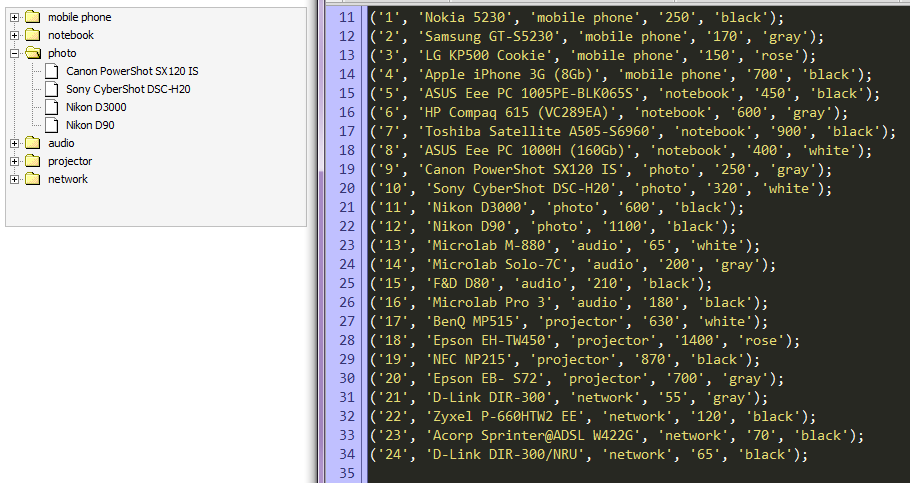 mobile phone
notebook
photo
Canon PowerShot SX120 IS
Sony CyberShot DSC-H20
Nikon D3000
Nikon D90
audio
projector
network
11 ('1', 'Nokia 5230', 'mobile phone', '250', 'black');
12 ('2', 'Samsung GT-S5230', 'mobile phone', '170', 'gray');
13 ('3', 'LG KP500 Cookie', 'mobile phone', '150', 'rose');
14 ('4', 'Apple iPhone 3G (8Gb)', 'mobile phone', '700', 'black');
15 ('5', 'ASUS Eee PC 1005PE-BLK065S', 'notebook', '450', 'black');
16 ('6', 'HP Compaq 615 (VC289EA)', 'notebook', '600', 'gray');
17 ('7', 'Toshiba Satellite A505-S6960', 'notebook', '900', 'black');
18 ('8', 'ASUS Eee PC 1000H (160Gb)', 'notebook', '400', 'white');
19 ('9', 'Canon PowerShot SX120 IS', 'photo', '250', 'gray');
20 ('10', 'Sony CyberShot DSC-H20', 'photo', '320', 'white');
21 ('11', 'Nikon D3000', 'photo', '600', 'black');
22 ('12', 'Nikon D90', 'photo', '1100', 'black');
23 ('13', 'Microlab M-880', 'audio', '65', 'white');
24 ('14', 'Microlab Solo-7C', 'audio', '200', 'gray');
25 ('15', 'F&D D80', 'audio', '210', 'black');
26 ('16', 'Microlab Pro 3', 'audio', '180', 'black');
27 ('17', 'BenQ MP515', 'projector', '630', 'white');
28 ('18', 'Epson EH-TW450', 'projector', '1400', 'rose');
29 ('19', 'NEC NP215', 'projector', '870', 'black');
30 ('20', 'Epson EB- S72', 'projector', '700', 'gray');
31 ('21', 'D-Link DIR-300', 'network', '55', 'gray');
32 ('22', 'Zyxel P-660HTW2 EE', 'network', '120', 'black');
33 ('23', 'Acorp Sprinter@ADSL W422G', 'network', '70', 'black');
34 ('24', 'D-Link DIR-300/NRU', 'network', '65', 'black');
35